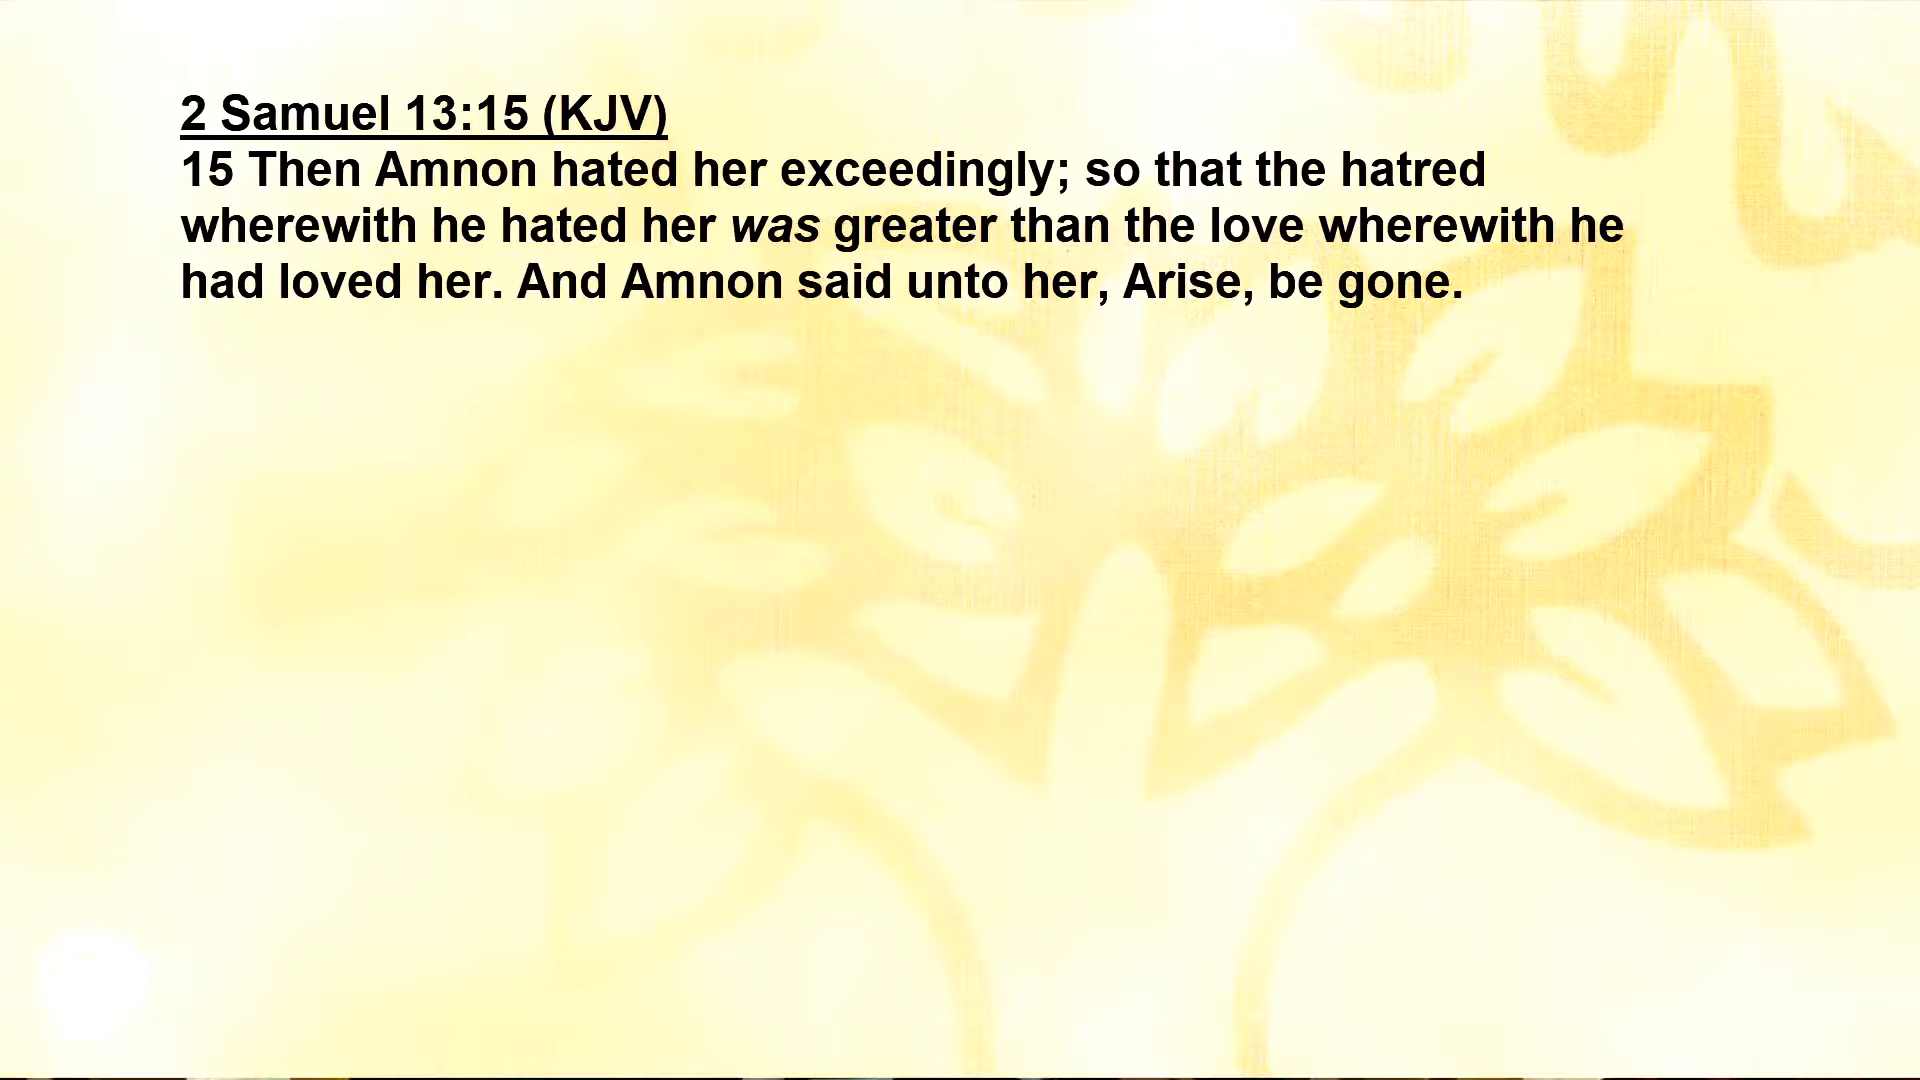 2 Samuel 13:15 (KJV)
15 Then Amnon hated her exceedingly; so that the hatred
wherewith he hated her was greater than the love wherewith he
had loved her. And Amnon said unto her, Arise, be gone.